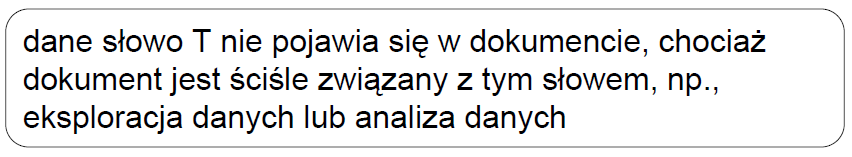 dane słowo T nie pojawia się w dokumencie, chociaż
dokument jest ściśle związany z tym słowem, np.,
eksploracja danych lub analiza danych